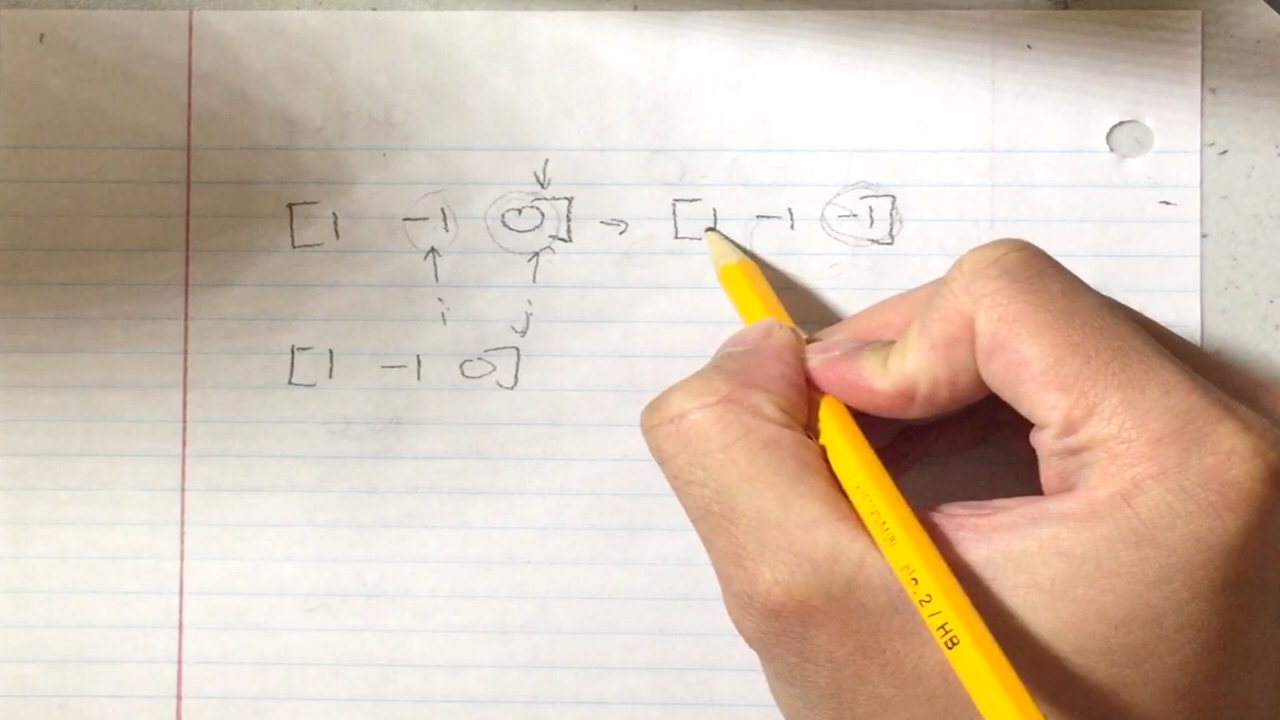 ↓
[1 -1 0] → [1 -1 -1]
↑ ↑
i j
[1 -1 0]
No. 2 / HB